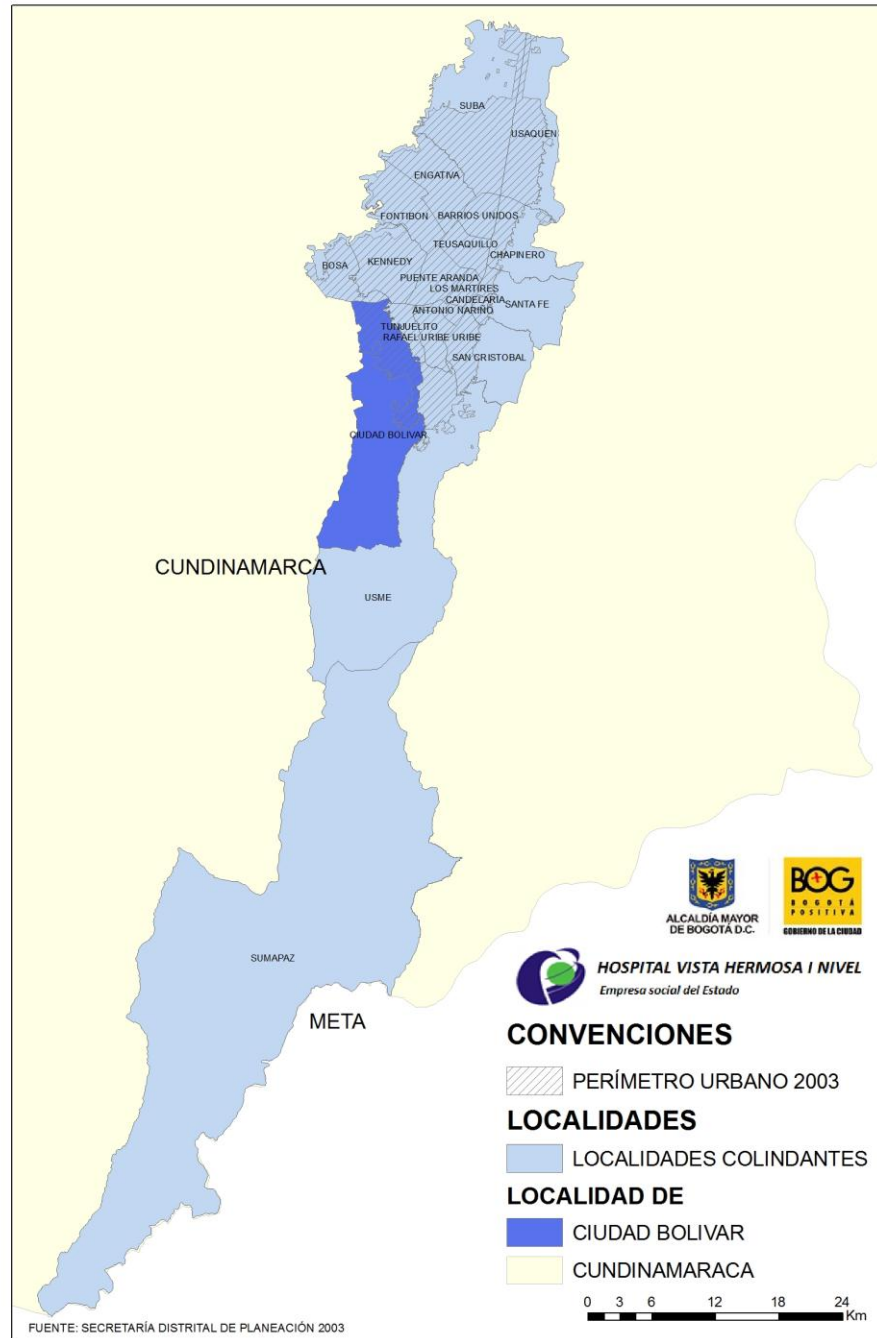 SUBA
USAQUEN
ENGATIVA
FONTIBON
BARRIOS UNIDOS
TEUSAQUILLO
CHAPINERO
BOSA
KENNEDY
PUENTE ARANDA
LOS MARTIRES
CANDELARIA
SANTA FE
ANTONIO NARIÑO
TUNJUELITO
RAFAEL URIBE URIBE
SAN CRISTOBAL
CIUDAD BOLIVAR
CUNDINAMARCA
USME
SUMAPAZ
META
ALCALDÍA MAYOR
DE BOGOTÁ D.C.
BOG
BOGOTÁ
POSITIVA
GOBIERNO DE LA CIUDAD
HOSPITAL VISTA HERMOSA I NIVEL
Empresa social del Estado
CONVENCIONES
PERÍMETRO URBANO 2003
LOCALIDADES
LOCALIDADES COLINDANTES
LOCALIDAD DE
CIUDAD BOLIVAR
CUNDINAMARACA
0 3 6 12 18 24
Km
FUENTE: SECRETARÍA DISTRITAL DE PLANEACIÓN 2003